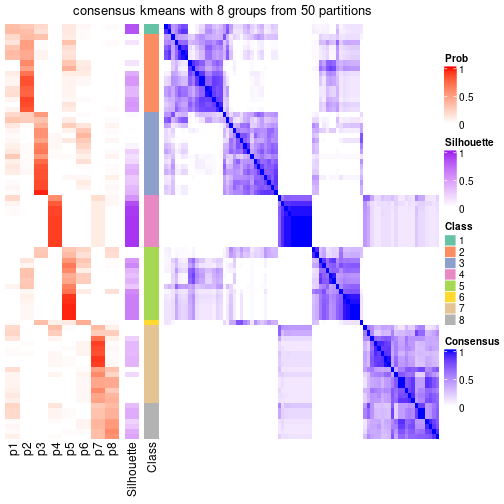 consensus kmeans with 8 groups from 50 partitions
Prob
1
0.5
0
Silhouette
1
0.5
0
Class
1
2
3
4
5
6
7
8
Consensus
1
0.5
0
p1
p2
p3
p4
p5
p6
p7
p8
Silhouette
Class